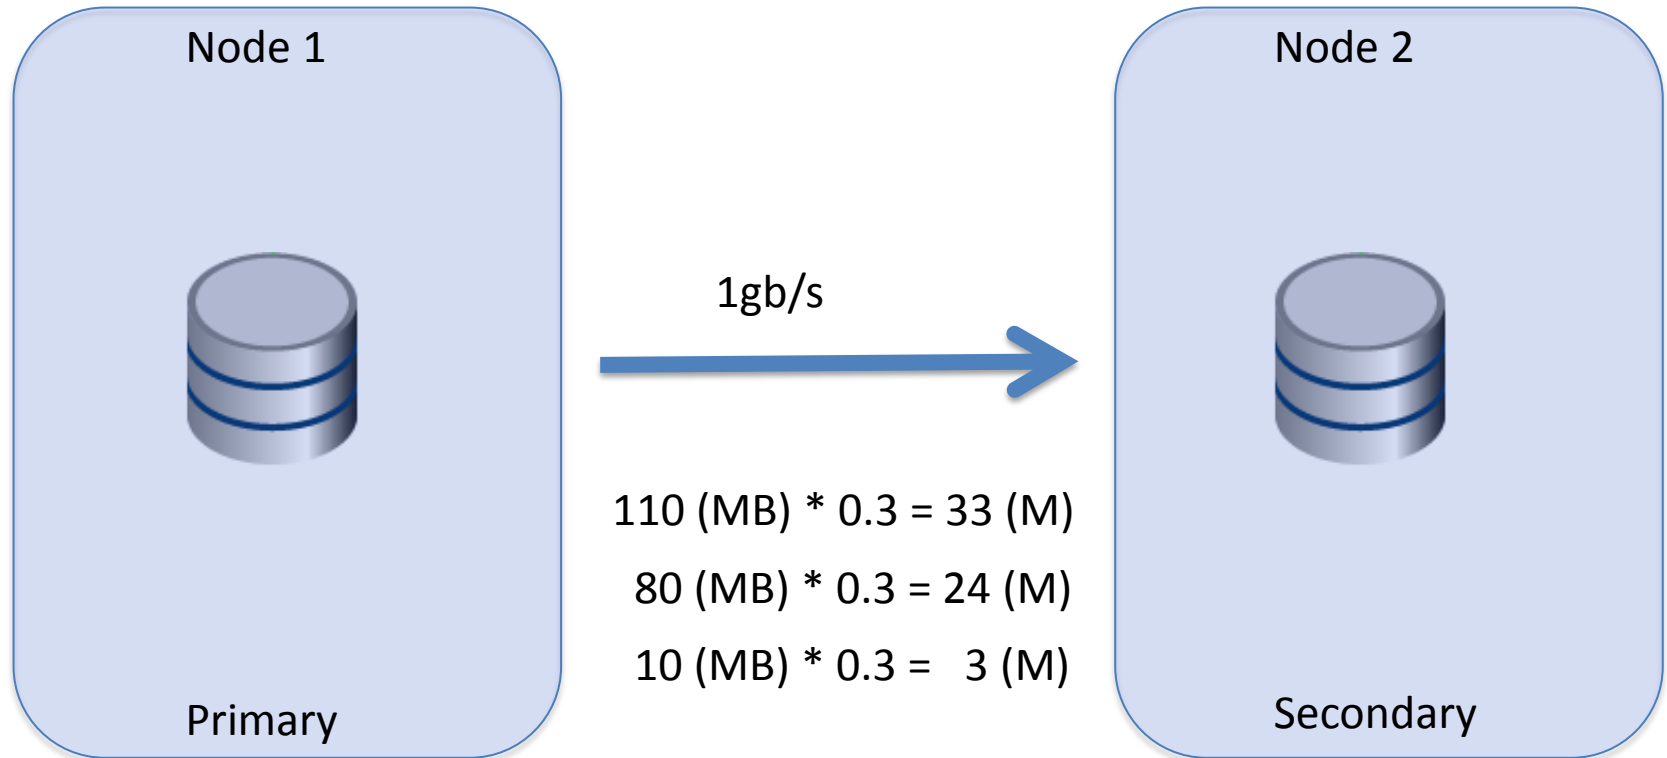 Node 1
Node 2
1gb/s
110 (MB) * 0.3 = 33 (M)
80 (MB) * 0.3 = 24 (M)
10 (MB) * 0.3 = 3 (M)
Primary
Secondary